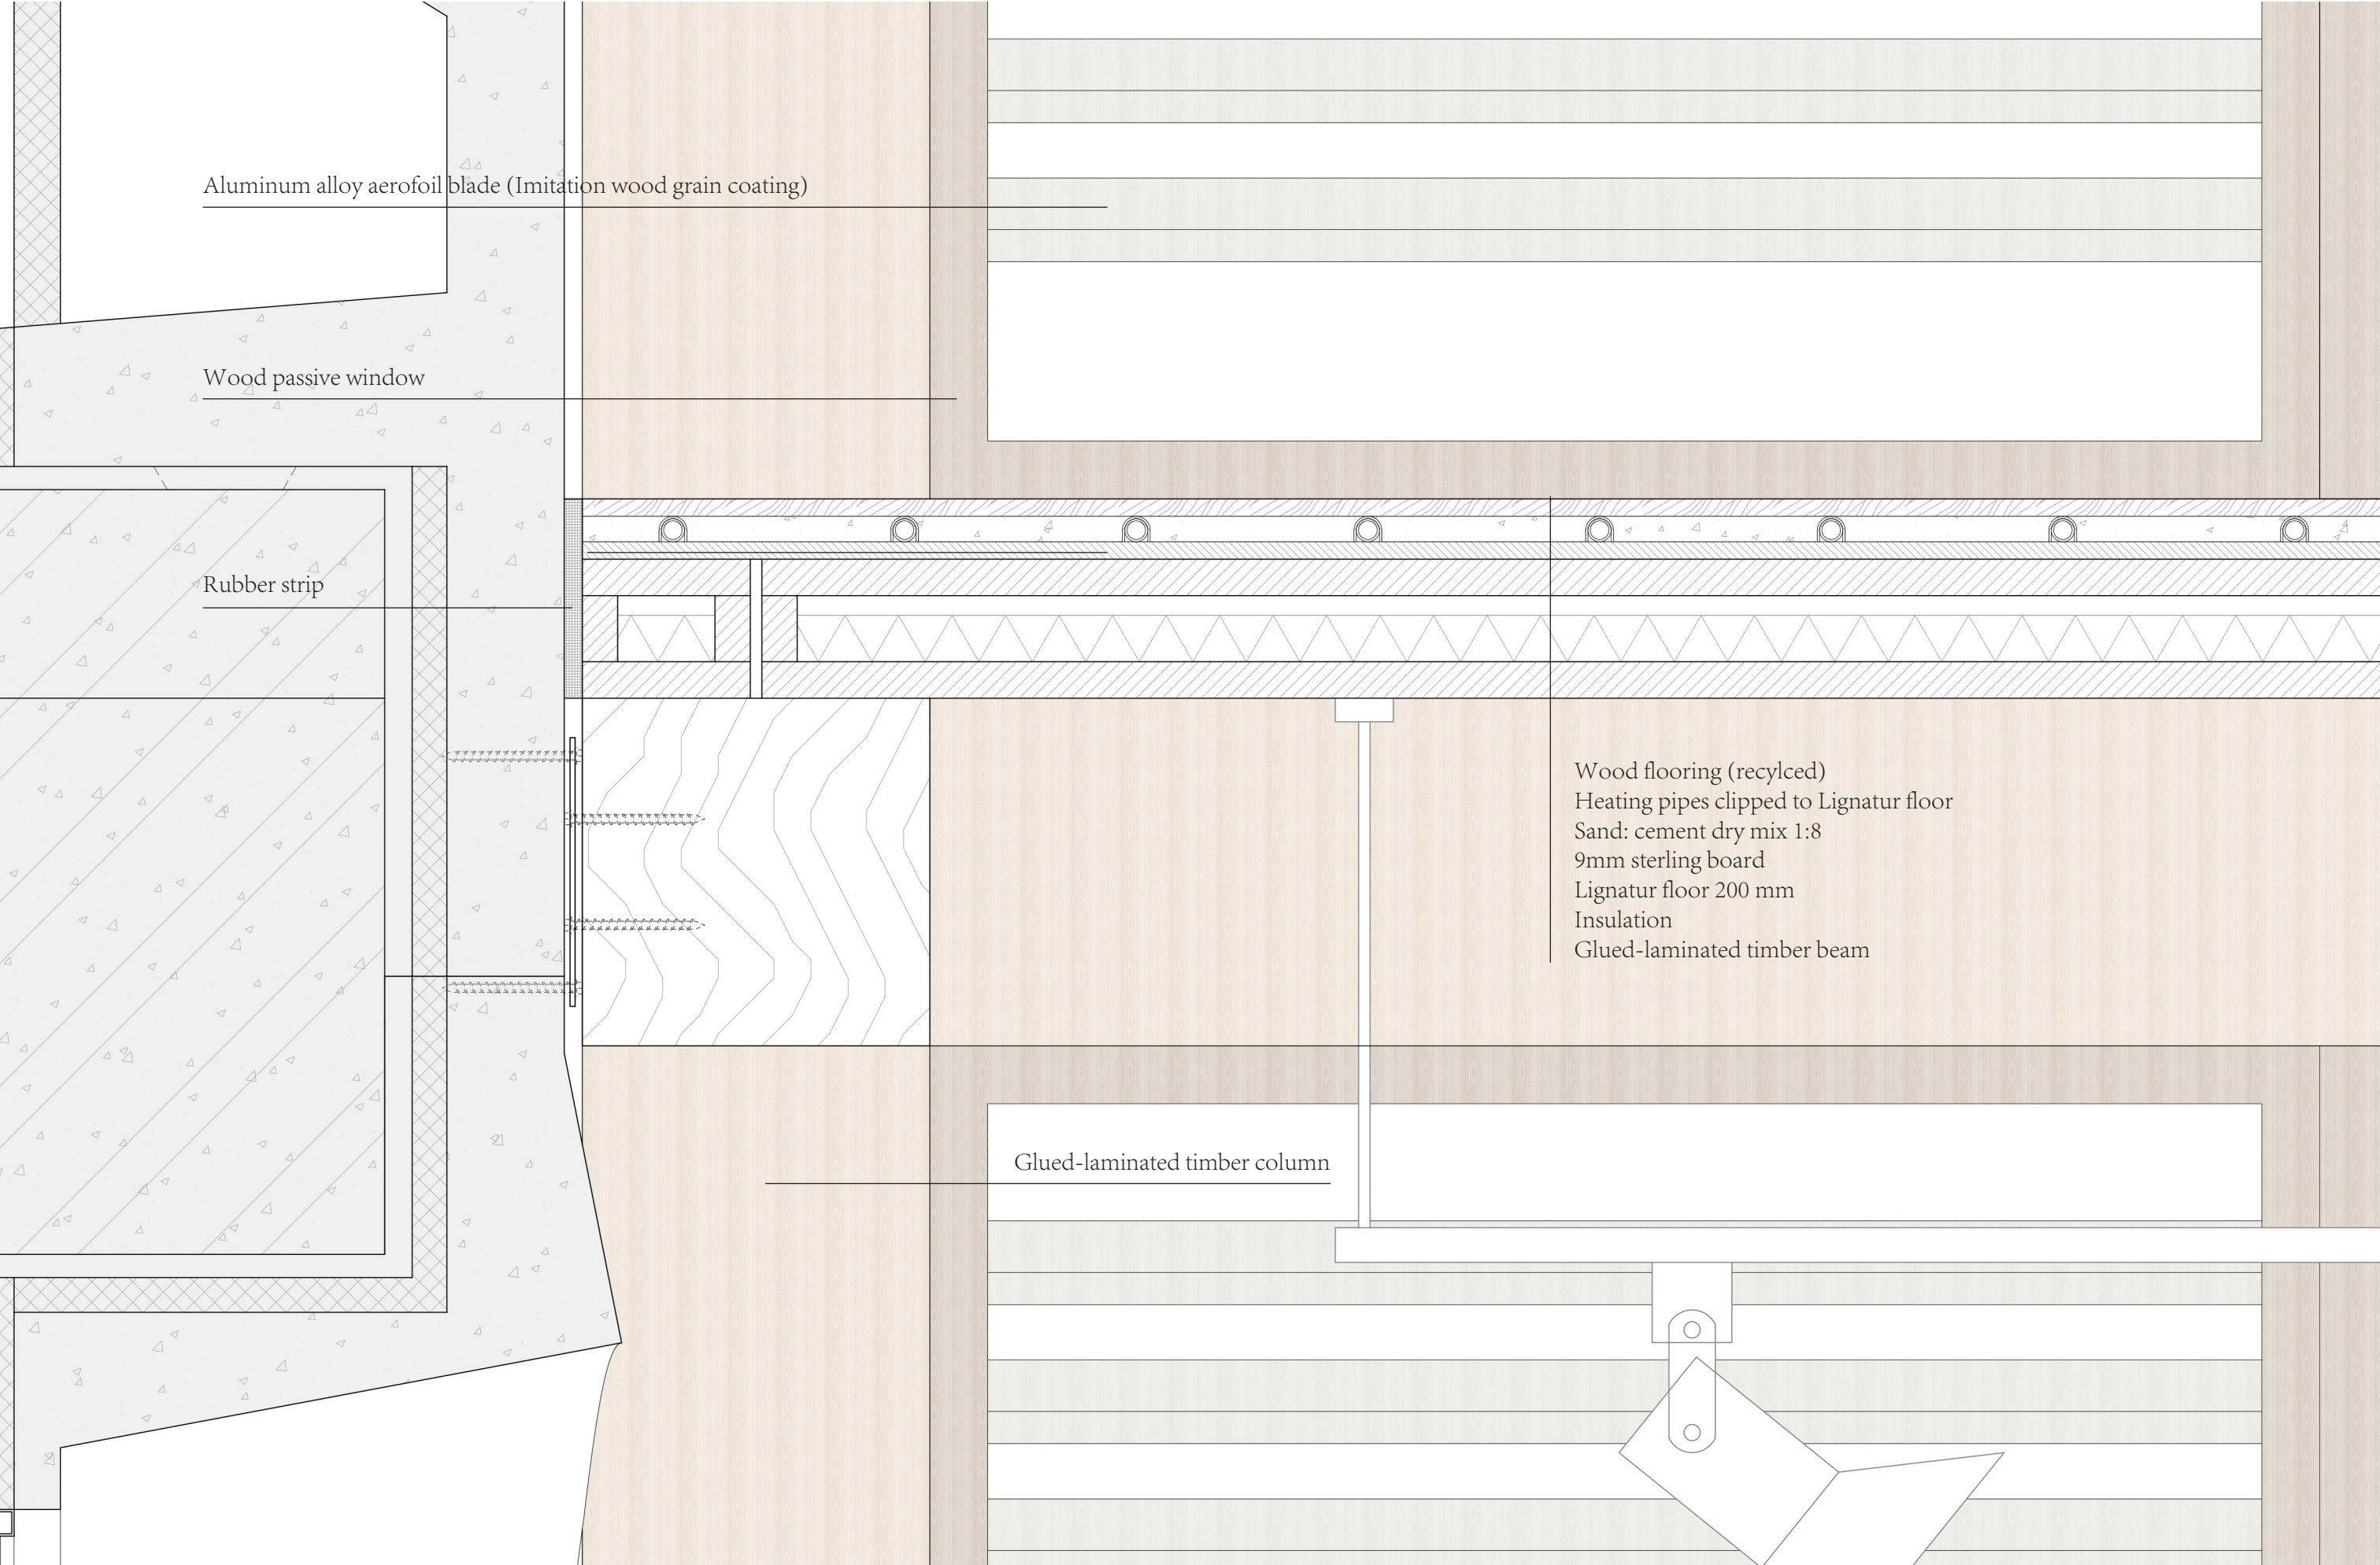 Aluminum alloy aerofoil blade (Imitation wood grain coating)
Wood passive window
Rubber strip
Wood flooring (recylced)
Heating pipes clipped to Lignatur floor
Sand: cement dry mix 1:8
9mm sterling board
Lignatur floor 200 mm
Insulation
Glued-laminated timber beam
Glued-laminated timber column